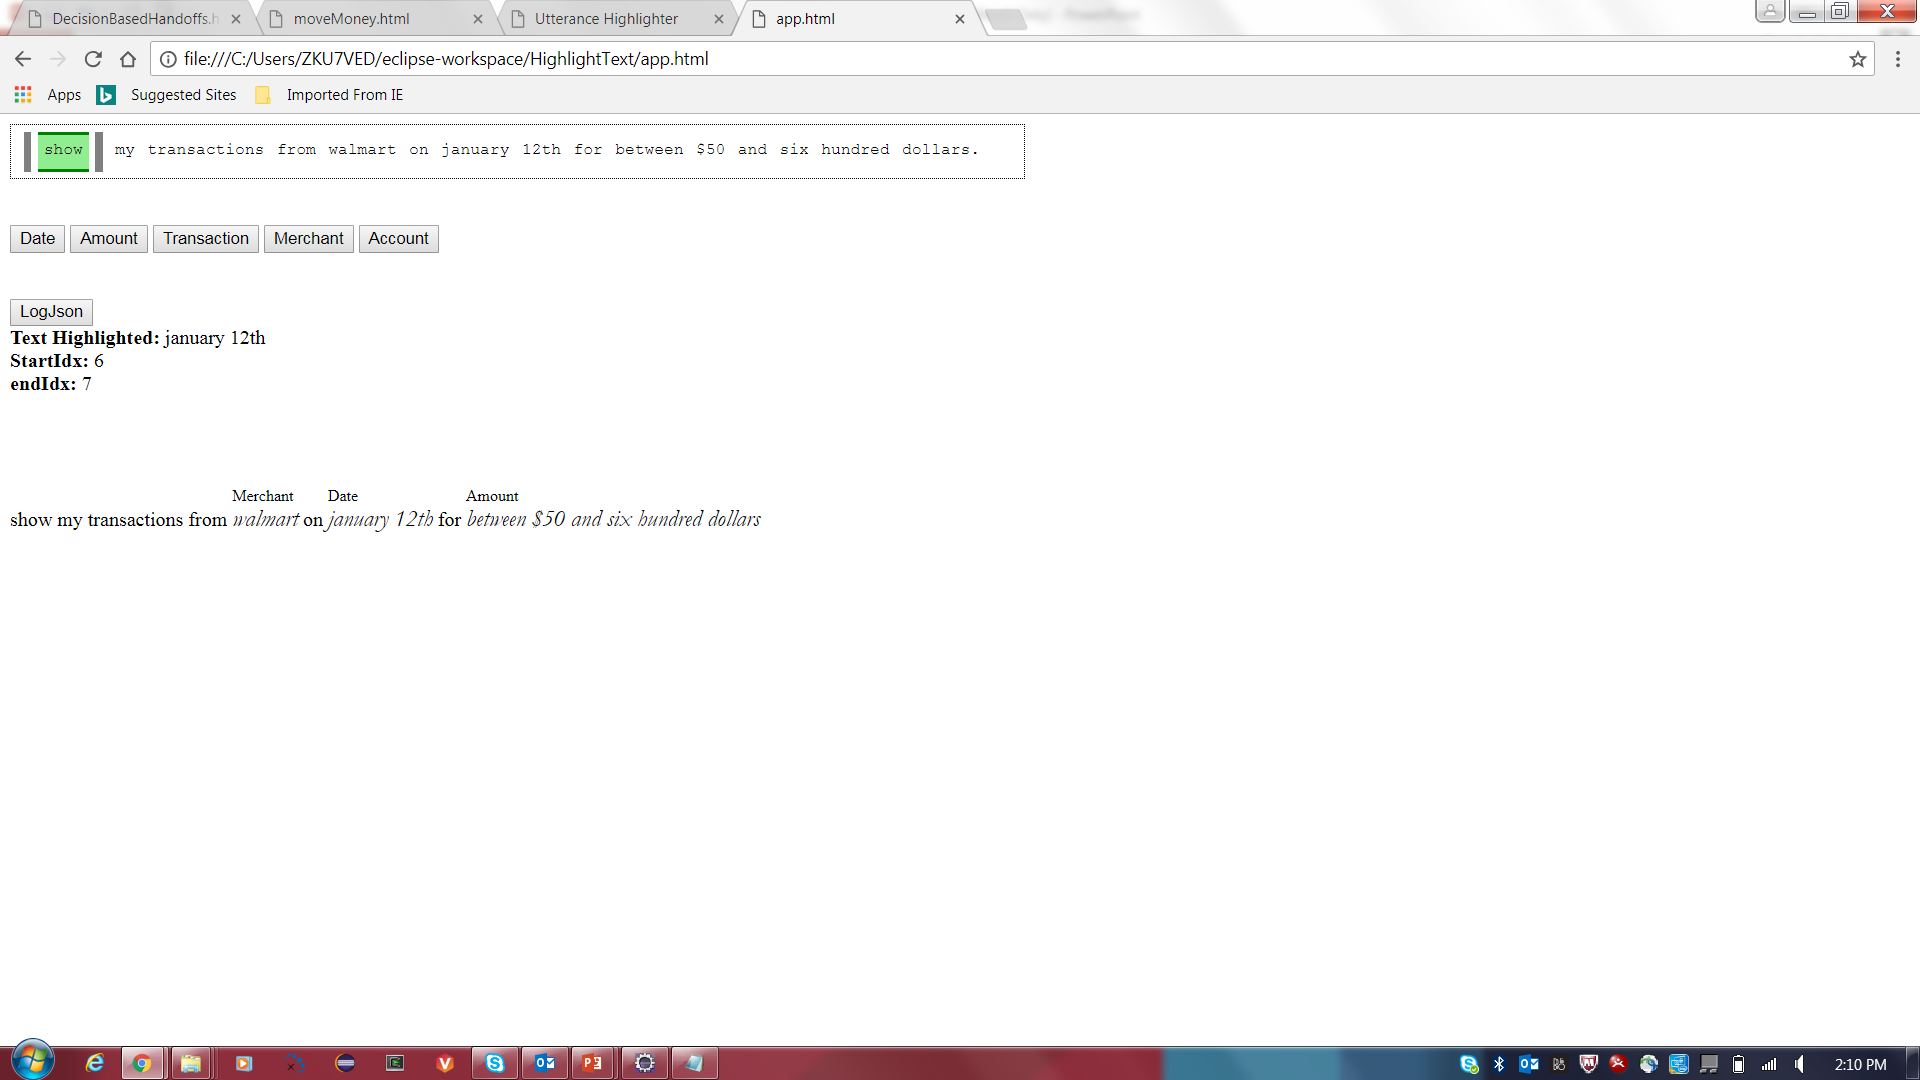 DecisionBasedHandoffs.h
moveMoney.html
Utterance Highlighter
app.html
file:///C:/Users/ZKU7VED/eclipse-workspace/HighlightText/app.html
Apps
Suggested Sites
Imported From IE
show my transactions from walmart on january 12th for between $50 and six hundred dollars.
Date Amount Transaction Merchant Account
LogJson
Text Highlighted: january 12th
StartIdx: 6
endIdx: 7
Merchant Date Amount
show my transactions from walmart on january 12th for between $50 and six hundred dollars
2:10 PM